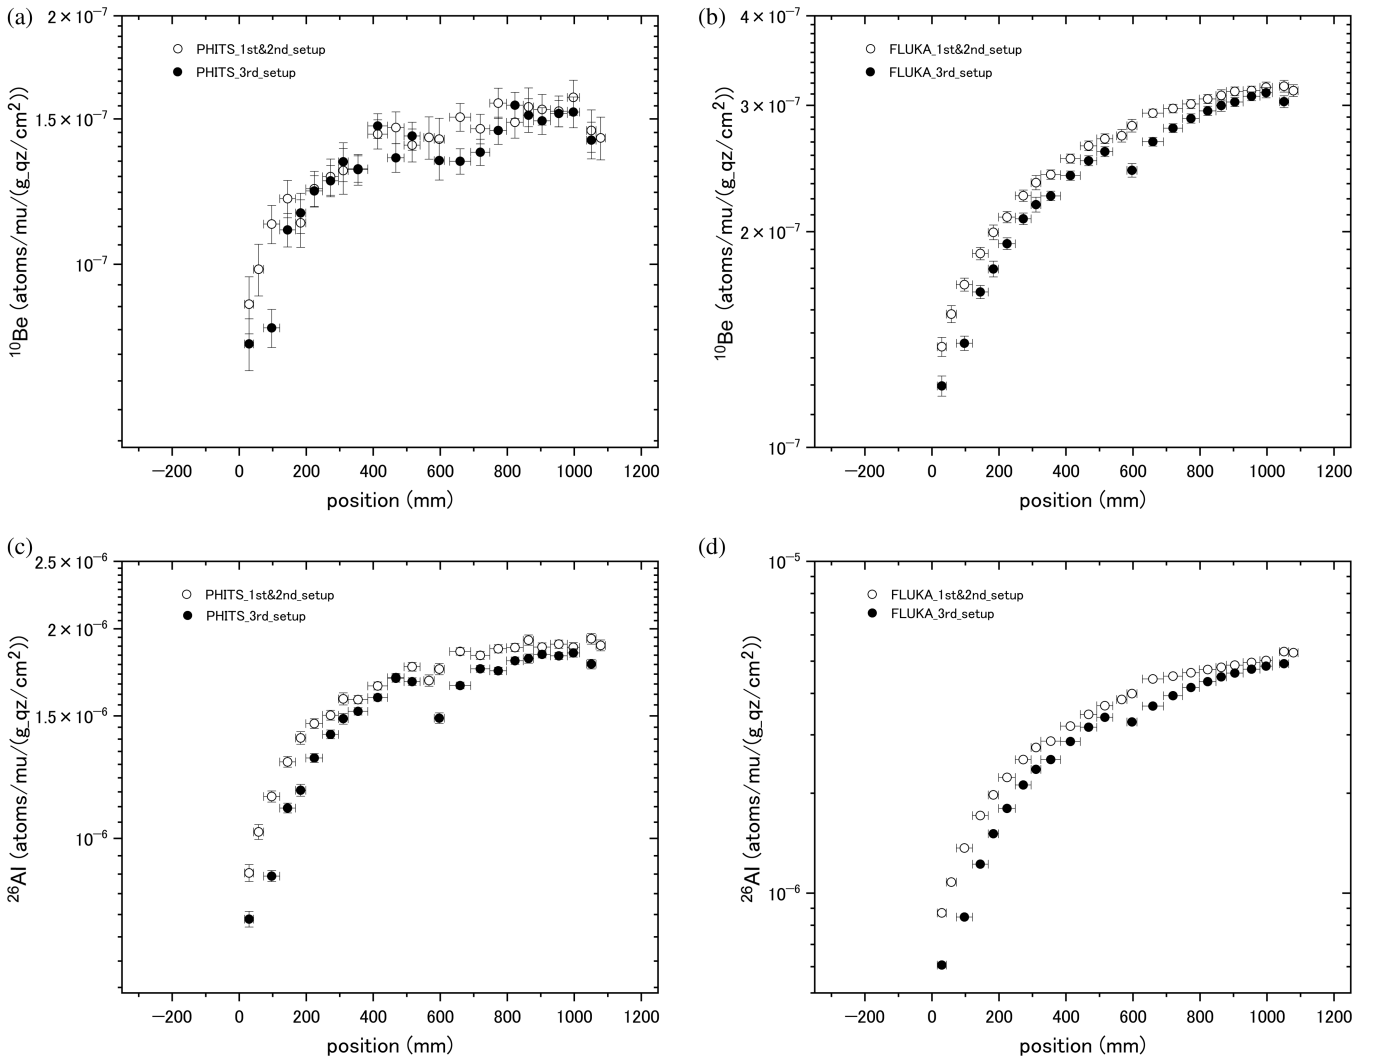 (a)
2×10⁻⁷
1.5×10⁻⁷
10⁻⁷
¹⁰Be (atoms/mu/(g_qz/cm²))
PHITS_1st&2nd_setup
PHITS_3rd_setup
−200 0 200 400 600 800 1000 1200
position (mm)
(b)
4×10⁻⁷
3×10⁻⁷
2×10⁻⁷
10⁻⁷
¹⁰Be (atoms/mu/(g_qz/cm²))
FLUKA_1st&2nd_setup
FLUKA_3rd_setup
−200 0 200 400 600 800 1000 1200
position (mm)
(c)
2.5×10⁻⁶
2×10⁻⁶
1.5×10⁻⁶
10⁻⁶
²⁶Al (atoms/mu/(g_qz/cm²))
PHITS_1st&2nd_setup
PHITS_3rd_setup
−200 0 200 400 600 800 1000 1200
position (mm)
(d)
10⁻⁵
10⁻⁶
²⁶Al (atoms/mu/(g_qz/cm²))
FLUKA_1st&2nd_setup
FLUKA_3rd_setup
−200 0 200 400 600 800 1000 1200
position (mm)